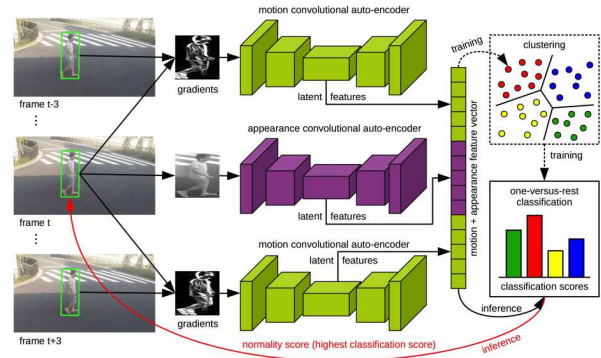 motion convolutional auto-encoder
gradients
latent features
frame t-3
...
appearance convolutional auto-encoder
latent features
frame t
...
motion convolutional auto-encoder
latent features
gradients
frame t+3
motion + appearance feature vector
training
clustering
training
one-versus-rest
classification
classification scores
inference
inference
normality score (highest classification score)